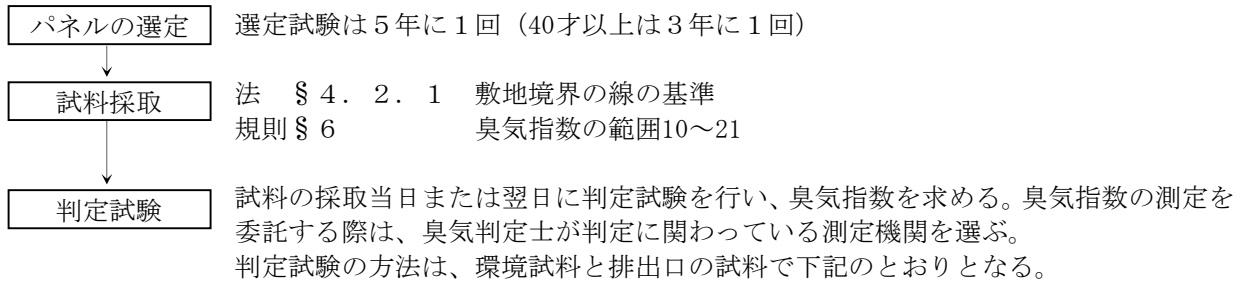 パネルの選定　選定試験は５年に１回（40才以上は３年に１回）
試料採取　法　§４．２．１　敷地境界の線の基準
規則§６　臭気指数の範囲10～21
判定試験　試料の採取当日または翌日に判定試験を行い、臭気指数を求める。臭気指数の測定を
委託する際は、臭気判定士が判定に関わっている測定機関を選ぶ。
判定試験の方法は、環境試料と排出口の試料で下記のとおりとなる。